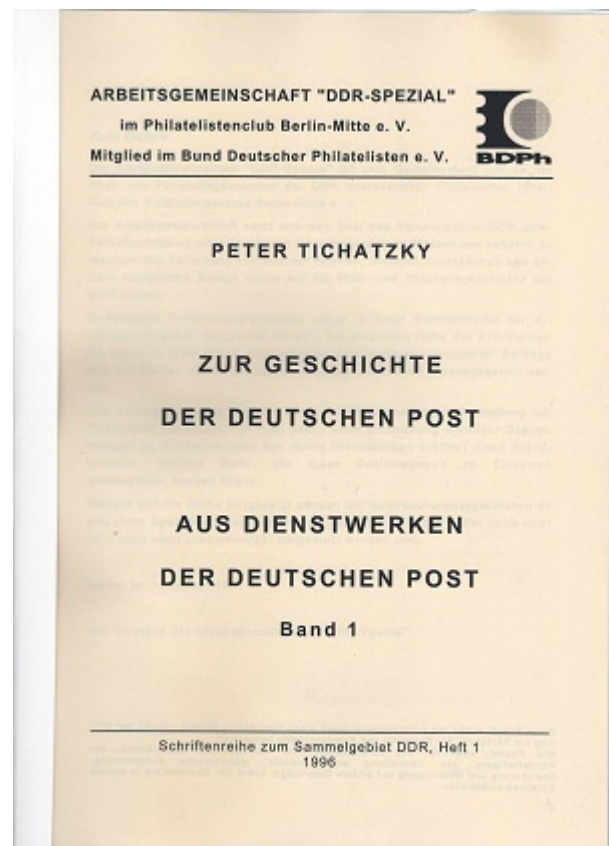 ARBEITSGEMEINSCHAFT "DDR-SPEZIAL"
im Philatelistenclub Berlin-Mitte e. V.
Mitglied im Bund Deutscher Philatelisten e. V.
BDPh
PETER TICHATZKY
ZUR GESCHICHTE
DER DEUTSCHEN POST
AUS DIENSTWERKEN
DER DEUTSCHEN POST
Band 1
Schriftenreihe zum Sammelgebiet DDR, Heft 1
1996